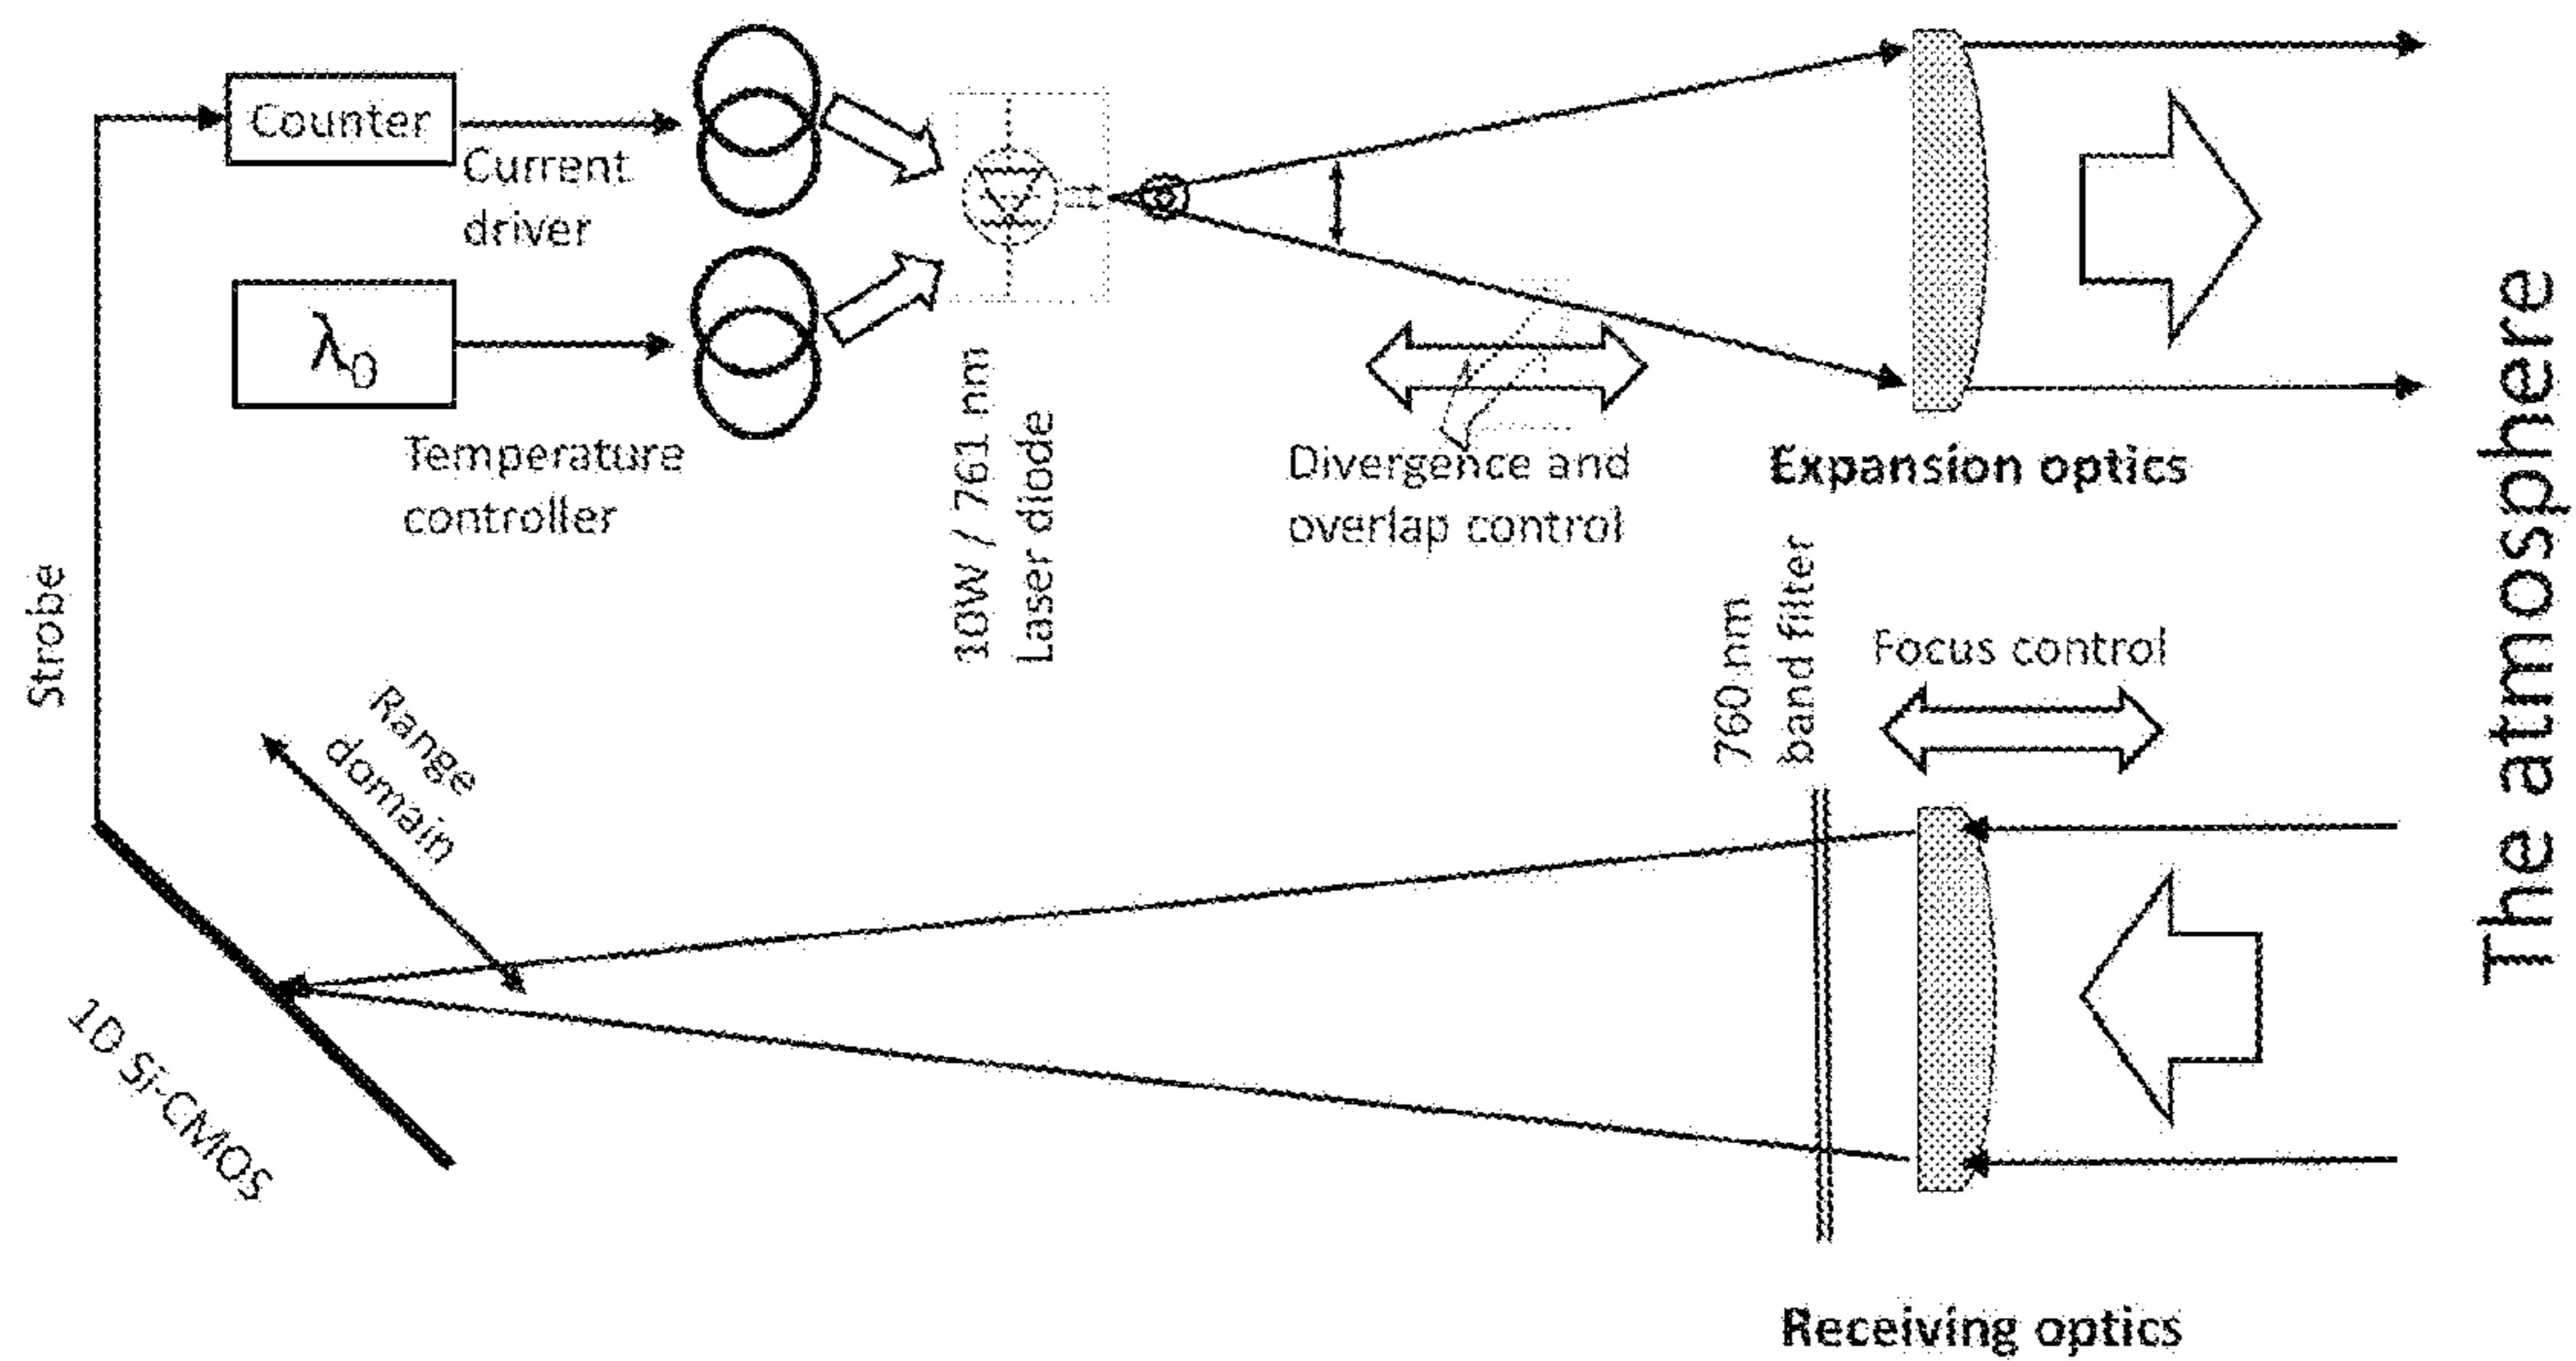 Counter
Current
driver
λ0
Temperature
controller
Strobe
10W / 761 nm
Laser diode
Divergence and
overlap control
Expansion optics
The atmosphere
760 nm
band filter
Focus control
Range
domain
1D Si-CMOS
Receiving optics